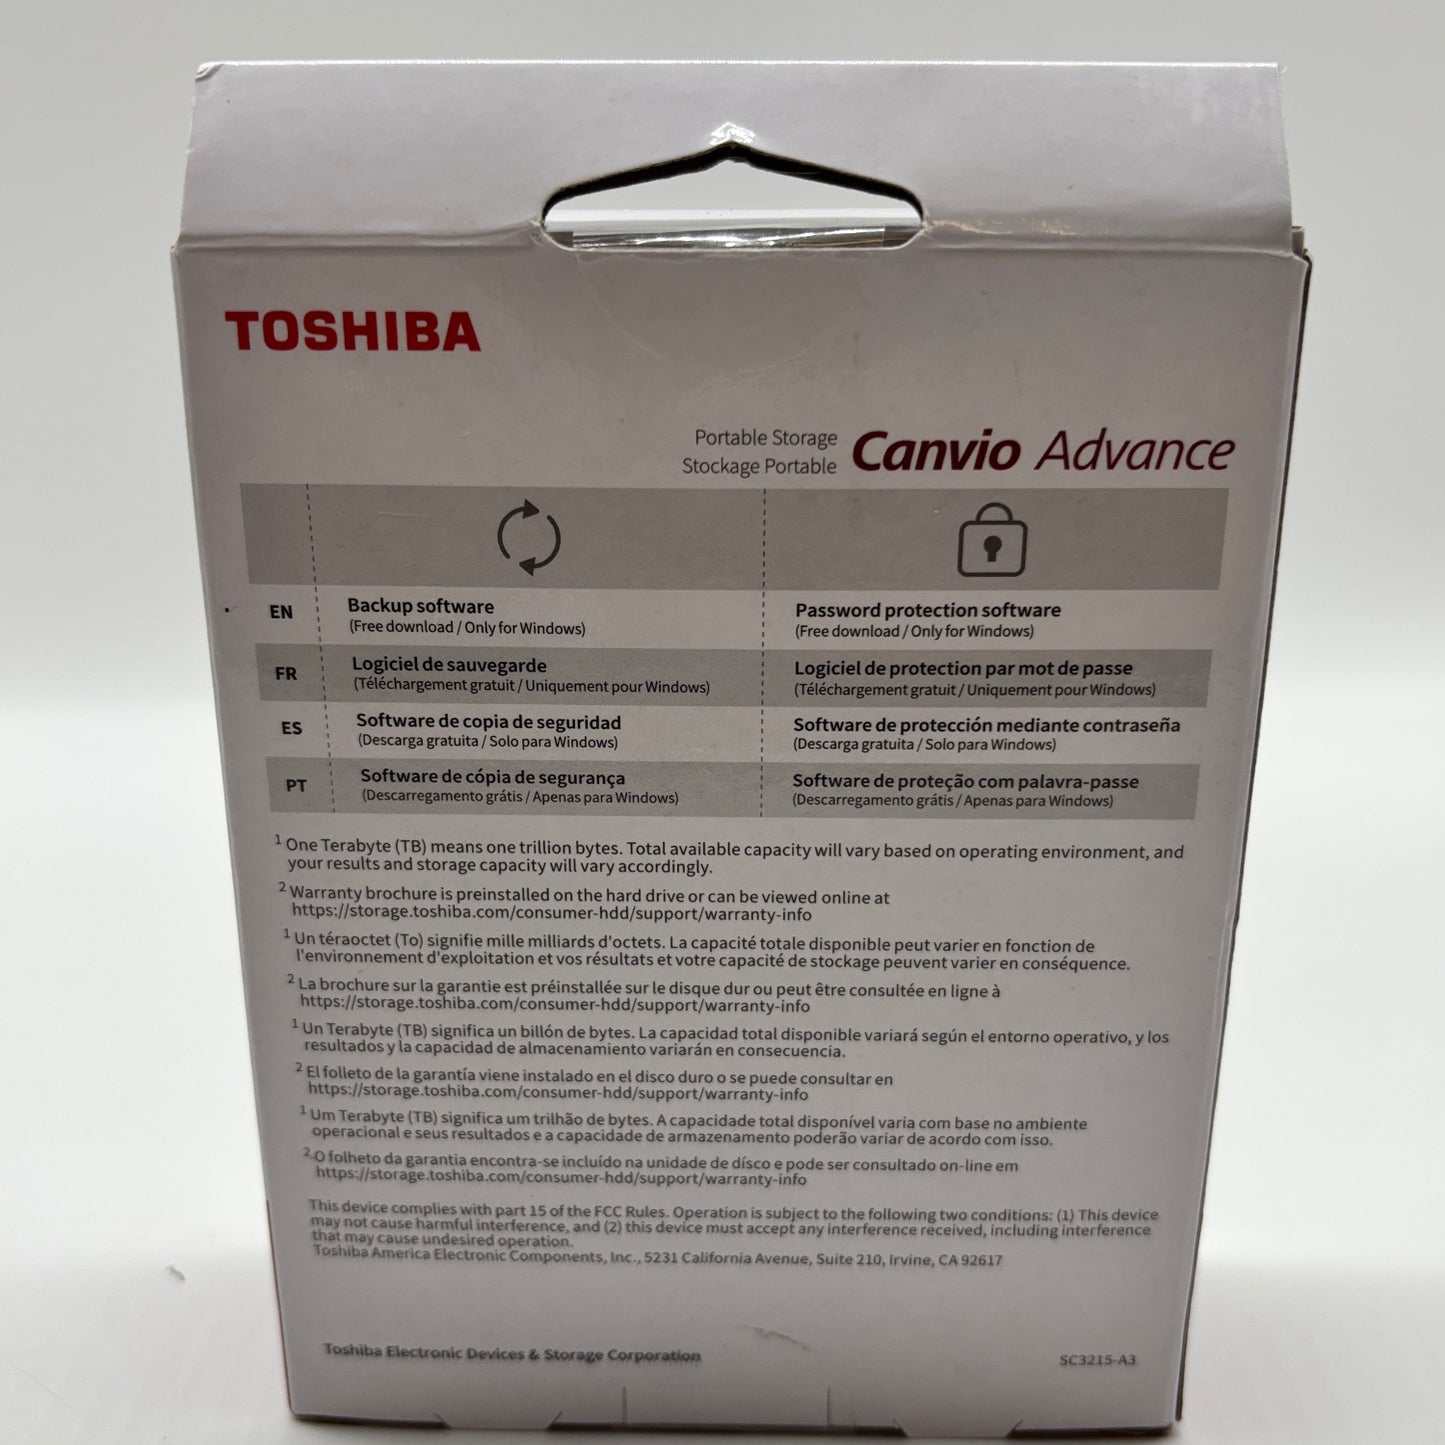 TOSHIBA
Portable Storage
Stockage Portable
Canvio Advance
EN
Backup software
(Free download / Only for Windows)
Password protection software
(Free download / Only for Windows)
FR
Logiciel de sauvegarde
(Téléchargement gratuit / Uniquement pour Windows)
Logiciel de protection par mot de passe
(Téléchargement gratuit / Uniquement pour Windows)
ES
Software de copia de seguridad
(Descarga gratuita / Solo para Windows)
Software de protección mediante contraseña
(Descarga gratuita / Solo para Windows)
PT
Software de cópia de segurança
(Descarregamento grátis / Apenas para Windows)
Software de proteção com palavra-passe
(Descarregamento grátis / Apenas para Windows)
1 One Terabyte (TB) means one trillion bytes. Total available capacity will vary based on operating environment, and
your results and storage capacity will vary accordingly.
2 Warranty brochure is preinstalled on the hard drive or can be viewed online at
https://storage.toshiba.com/consumer-hdd/support/warranty-info
1 Un téraoctet (To) signifie mille milliards d'octets. La capacité totale disponible peut varier en fonction de
l'environnement d'exploitation et vos résultats et votre capacité de stockage peuvent varier en conséquence.
2 La brochure sur la garantie est préinstallée sur le disque dur ou peut être consultée en ligne à
https://storage.toshiba.com/consumer-hdd/support/warranty-info
1 Un Terabyte (TB) significa un billón de bytes. La capacidad total disponible variará según el entorno operativo, y los
resultados y la capacidad de almacenamiento variarán en consecuencia.
2 El folleto de la garantía viene instalado en el disco duro o se puede consultar en
https://storage.toshiba.com/consumer-hdd/support/warranty-info
1 Um Terabyte (TB) significa um trilhão de bytes. A capacidade total disponível varia com base no ambiente
operacional e seus resultados e a capacidade de armazenamento poderão variar de acordo com isso.
2 O folheto da garantia encontra-se incluído na unidade de dísco e pode ser consultado on-line em
https://storage.toshiba.com/consumer-hdd/support/warranty-info
This device complies with part 15 of the FCC Rules. Operation is subject to the following two conditions: (1) This device
may not cause harmful interference, and (2) this device must accept any interference received, including interference
that may cause undesired operation.
Toshiba America Electronic Components, Inc., 5231 California Avenue, Suite 210, Irvine, CA 92617
Toshiba Electronic Devices & Storage Corporation
SC3215-A3